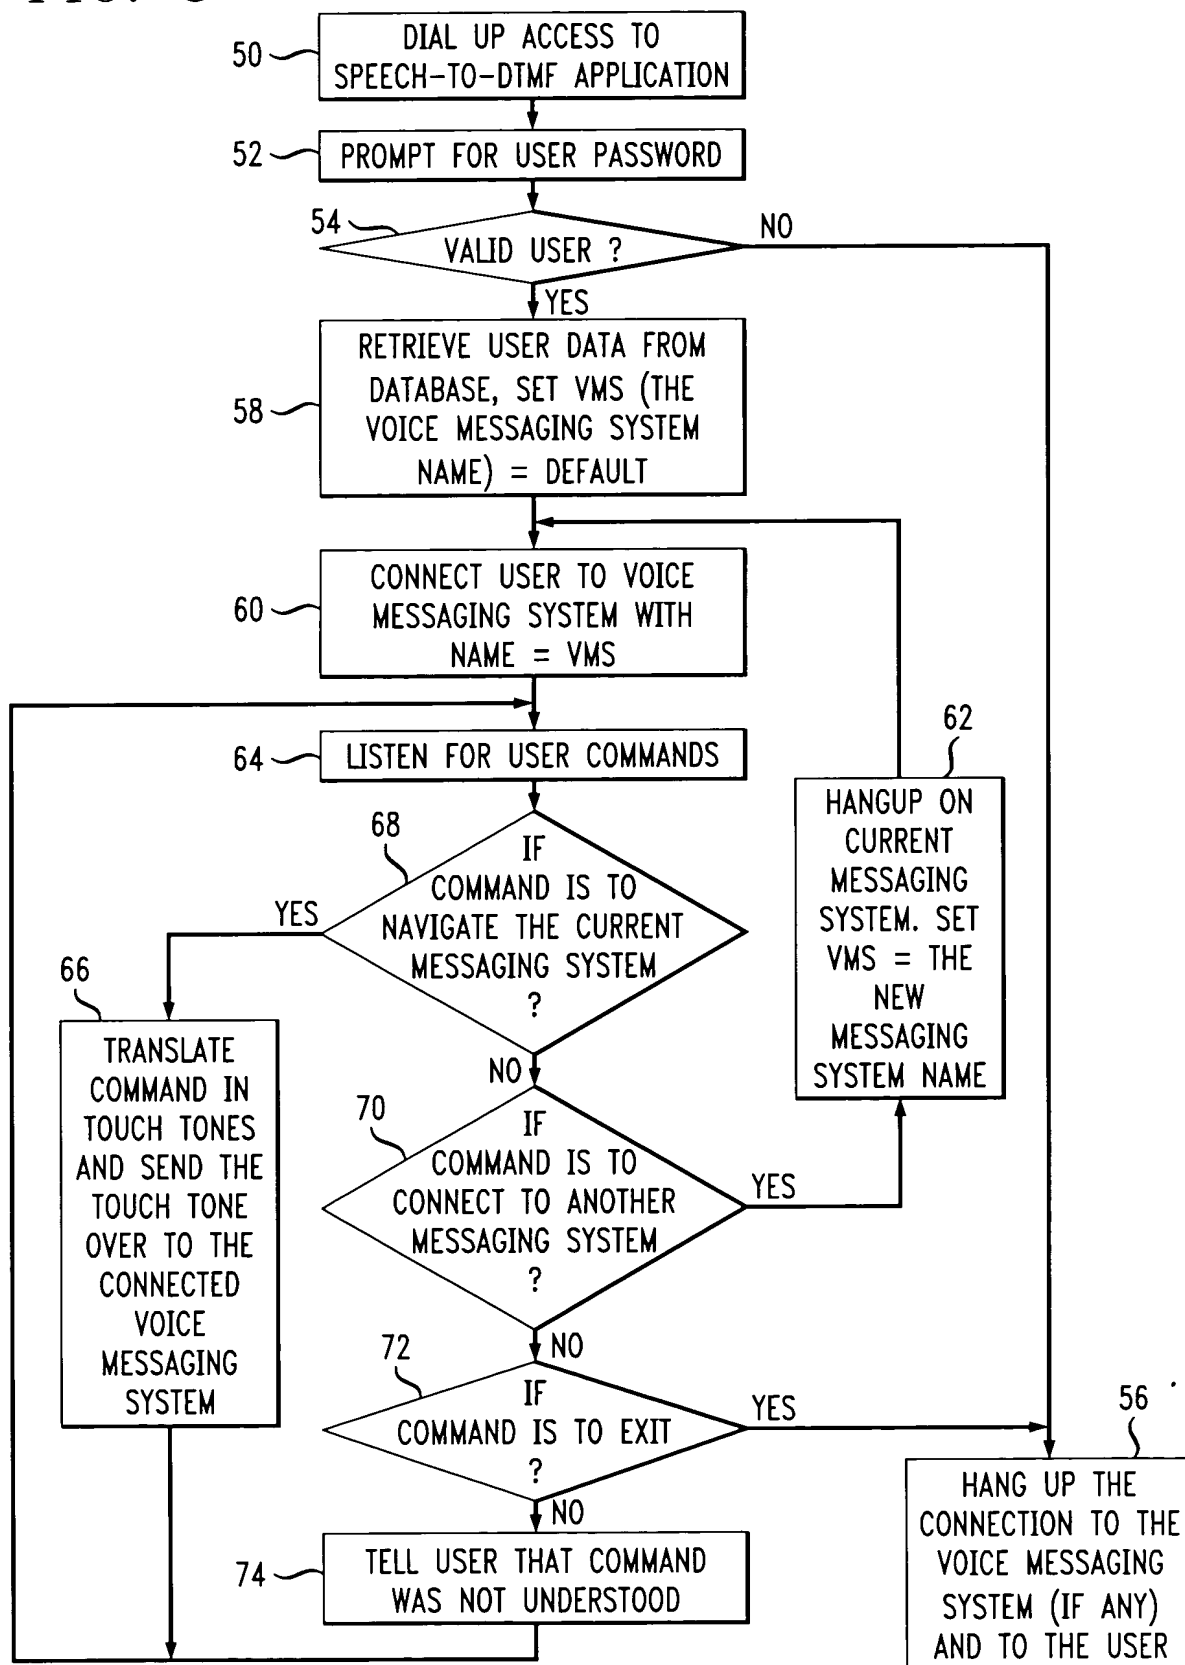 50
DIAL UP ACCESS TO
SPEECH-TO-DTMF APPLICATION
52
PROMPT FOR USER PASSWORD
54
VALID USER ?
NO
YES
58
RETRIEVE USER DATA FROM
DATABASE, SET VMS (THE
VOICE MESSAGING SYSTEM
NAME) = DEFAULT
60
CONNECT USER TO VOICE
MESSAGING SYSTEM WITH
NAME = VMS
64
LISTEN FOR USER COMMANDS
62
HANGUP ON
CURRENT
MESSAGING
SYSTEM. SET
VMS = THE
NEW
MESSAGING
SYSTEM NAME
68
IF
COMMAND IS TO
NAVIGATE THE CURRENT
MESSAGING SYSTEM
?
YES
NO
66
TRANSLATE
COMMAND IN
TOUCH TONES
AND SEND THE
TOUCH TONE
OVER TO THE
CONNECTED
VOICE
MESSAGING
SYSTEM
70
IF
COMMAND IS TO
CONNECT TO ANOTHER
MESSAGING SYSTEM
?
YES
NO
72
IF
COMMAND IS TO EXIT
?
YES
NO
56
HANG UP THE
CONNECTION TO THE
VOICE MESSAGING
SYSTEM (IF ANY)
AND TO THE USER
74
TELL USER THAT COMMAND
WAS NOT UNDERSTOOD